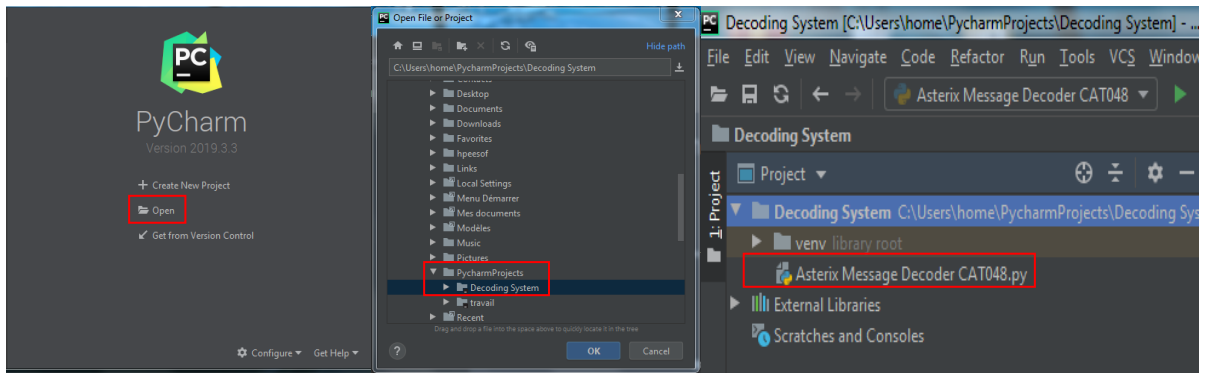 PC
PyCharm
Version 2019.3.3
Create New Project
Open
Get from Version Control
Configure
Get Help
PC Open File or Project
Hide path
C:\Users\home\PycharmProjects\Decoding System
Contacts
Desktop
Documents
Downloads
Favorites
hpeesof
Links
Local Settings
Menu Démarrer
Mes documents
Modèles
Music
Pictures
PycharmProjects
Decoding System
travail
Recent
Drag and drop a file into the space above to quickly locate it in the tree
? OK Cancel
PC Decoding System [C:\Users\home\PycharmProjects\Decoding System] - ...
File Edit View Navigate Code Refactor Run Tools VCS Window
Asterix Message Decoder CAT048
Decoding System
1: Project
Project
Decoding System C:\Users\home\PycharmProjects\Decoding Sys
venv library root
Asterix Message Decoder CAT048.py
External Libraries
Scratches and Consoles